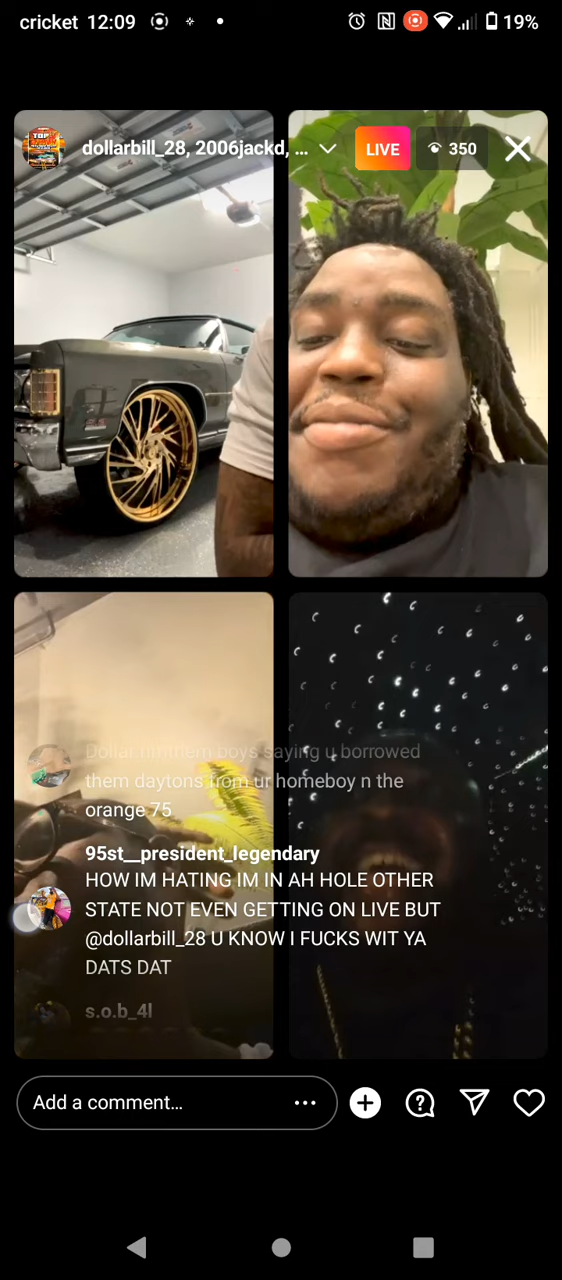 cricket 12:09 19%
dollarbill_28, 2006jackd, ... LIVE 350
them boys saying u borrowed
them daytons from ur homeboy n the
orange 75
95st__president_legendary
HOW IM HATING IM IN AH HOLE OTHER
STATE NOT EVEN GETTING ON LIVE BUT
@dollarbill_28 U KNOW I FUCKS WIT YA
DATS DAT
s.o.b_4l
Add a comment...